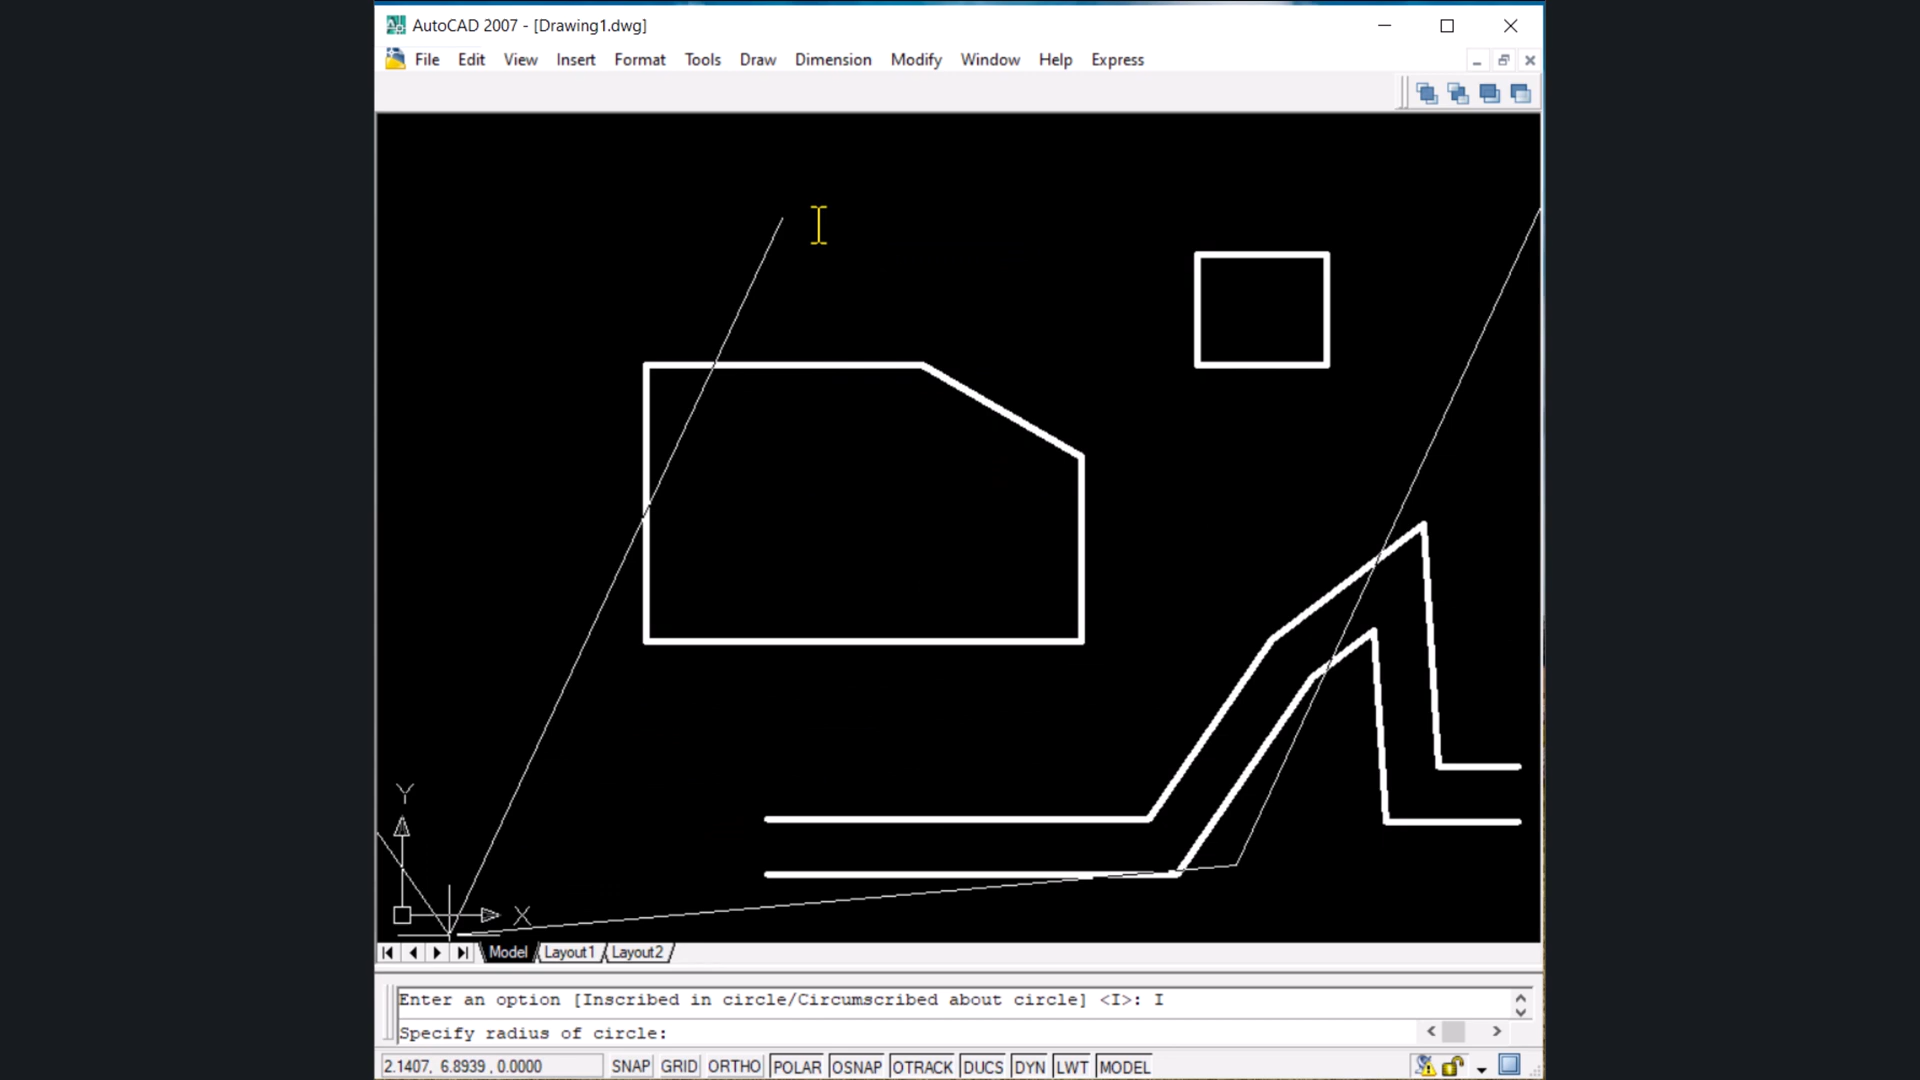 AutoCAD 2007 - [Drawing1.dwg]
File Edit View Insert Format Tools Draw Dimension Modify Window Help Express
Y
X
Model Layout1 Layout2
Enter an option [Inscribed in circle/Circumscribed about circle] <I>: I
Specify radius of circle:
2.1407, 6.8939 , 0.0000 SNAP GRID ORTHO POLAR OSNAP OTRACK DUCS DYN LWT MODEL